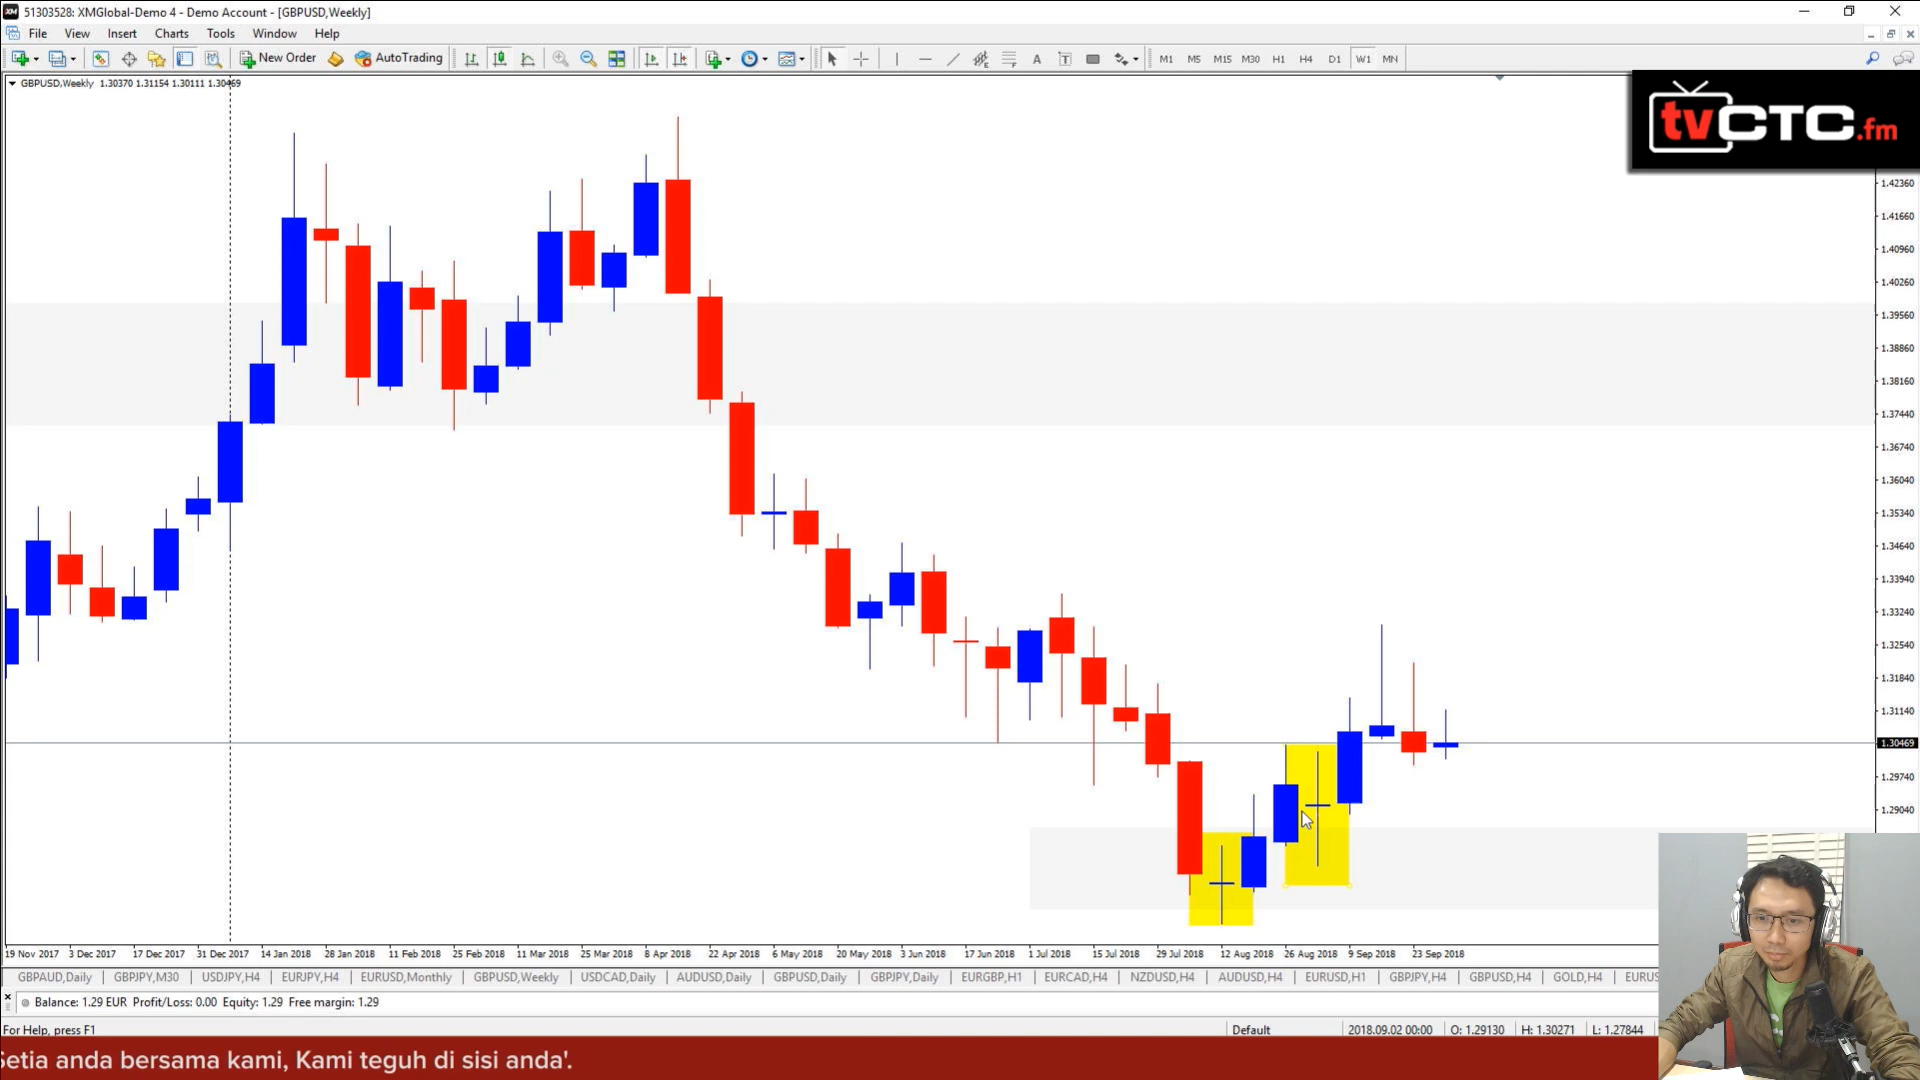 51303528: XMGlobal-Demo 4 - Demo Account - [GBPUSD,Weekly]
File View Insert Charts Tools Window Help
New Order AutoTrading A T M1 M5 M15 M30 H1 H4 D1 W1 MN
GBPUSD,Weekly 1.30370 1.31154 1.30111 1.30469
tvCTC.fm
1.42360
1.41660
1.40960
1.40260
1.39560
1.38860
1.38160
1.37440
1.36740
1.36040
1.35340
1.34640
1.33940
1.33240
1.32540
1.31840
1.31140
1.30469
1.29740
1.29040
19 Nov 2017 3 Dec 2017 17 Dec 2017 31 Dec 2017 14 Jan 2018 28 Jan 2018 11 Feb 2018 25 Feb 2018 11 Mar 2018 25 Mar 2018 8 Apr 2018 22 Apr 2018 6 May 2018 20 May 2018 3 Jun 2018 17 Jun 2018 1 Jul 2018 15 Jul 2018 29 Jul 2018 12 Aug 2018 26 Aug 2018 9 Sep 2018 23 Sep 2018
GBPAUD,Daily GBPJPY,M30 USDJPY,H4 EURJPY,H4 EURUSD,Monthly GBPUSD,Weekly USDCAD,Daily AUDUSD,Daily GBPUSD,Daily GBPJPY,Daily EURGBP,H1 EURCAD,H4 NZDUSD,H4 AUDUSD,H4 EURUSD,H1 GBPJPY,H4 GBPUSD,H4 GOLD,H4 EURUS
Balance: 1.29 EUR Profit/Loss: 0.00 Equity: 1.29 Free margin: 1.29
For Help, press F1 Default 2018.09.02 00:00 O: 1.29130 H: 1.30271 L: 1.27844
Setia anda bersama kami, Kami teguh di sisi anda'.